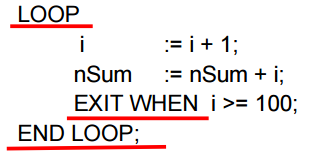 LOOP
i := i + 1;
nSum := nSum + i;
EXIT WHEN i >= 100;
END LOOP;